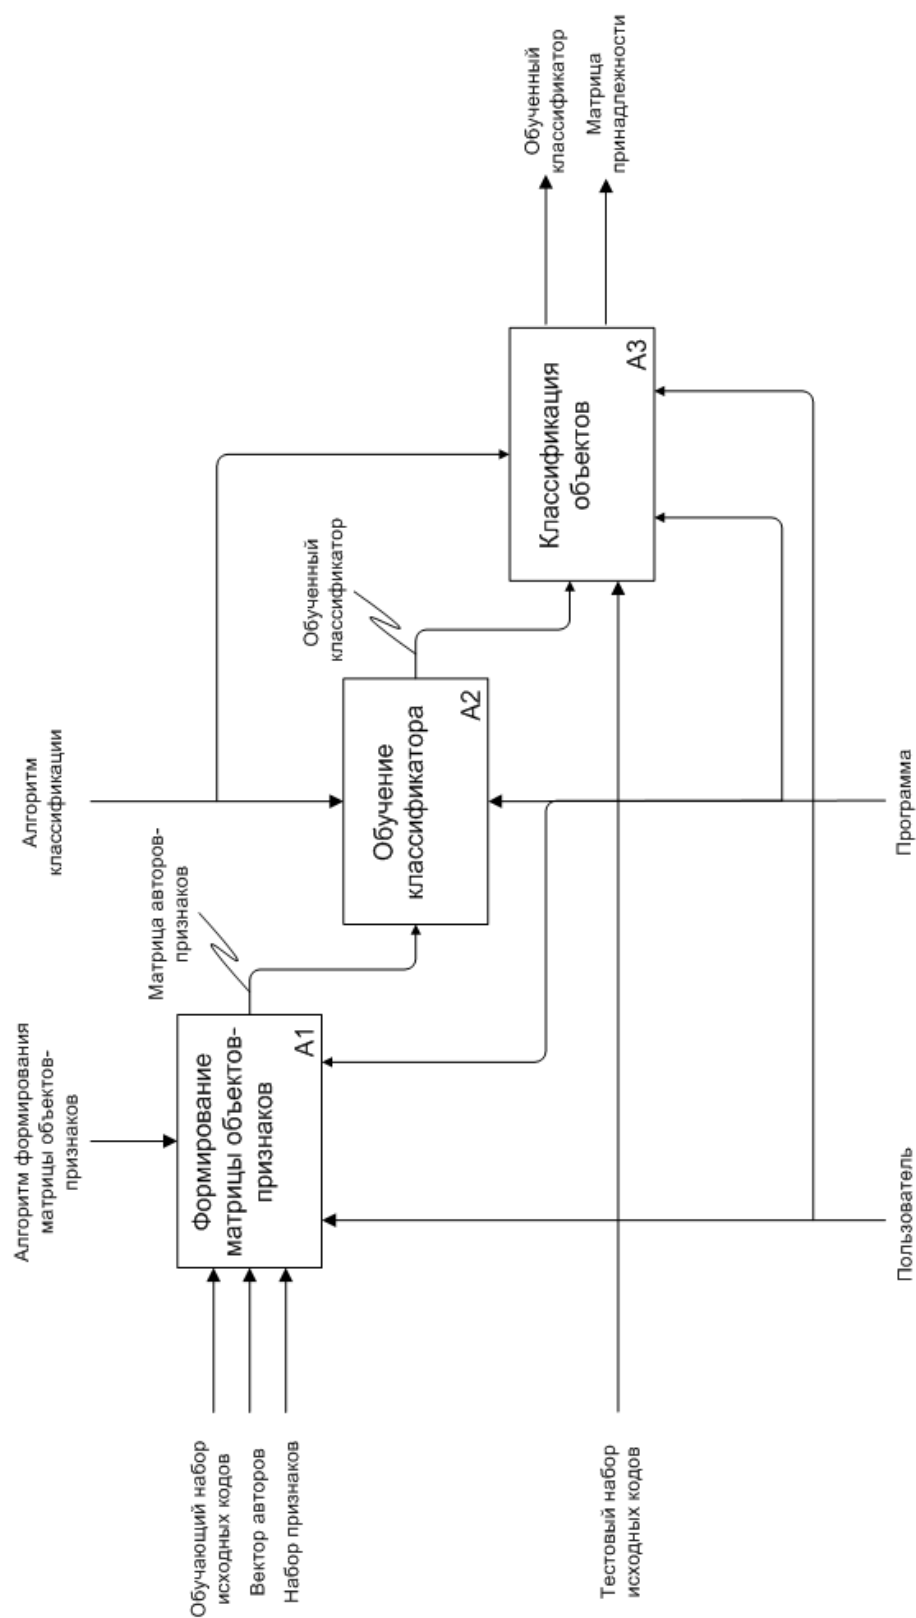 Алгоритм формирования
матрицы объектов-
признаков
Алгоритм
классификации
Матрица авторов-
признаков
Обученный
классификатор
Обученный
классификатор
Матрица
принадлежности
Формирование
матрицы объектов-
признаков
А1
Обучение
классификатора
А2
Классификация
объектов
А3
Обучающий набор
исходных кодов
Вектор авторов
Набор признаков
Тестовый набор
исходных кодов
Пользователь
Программа